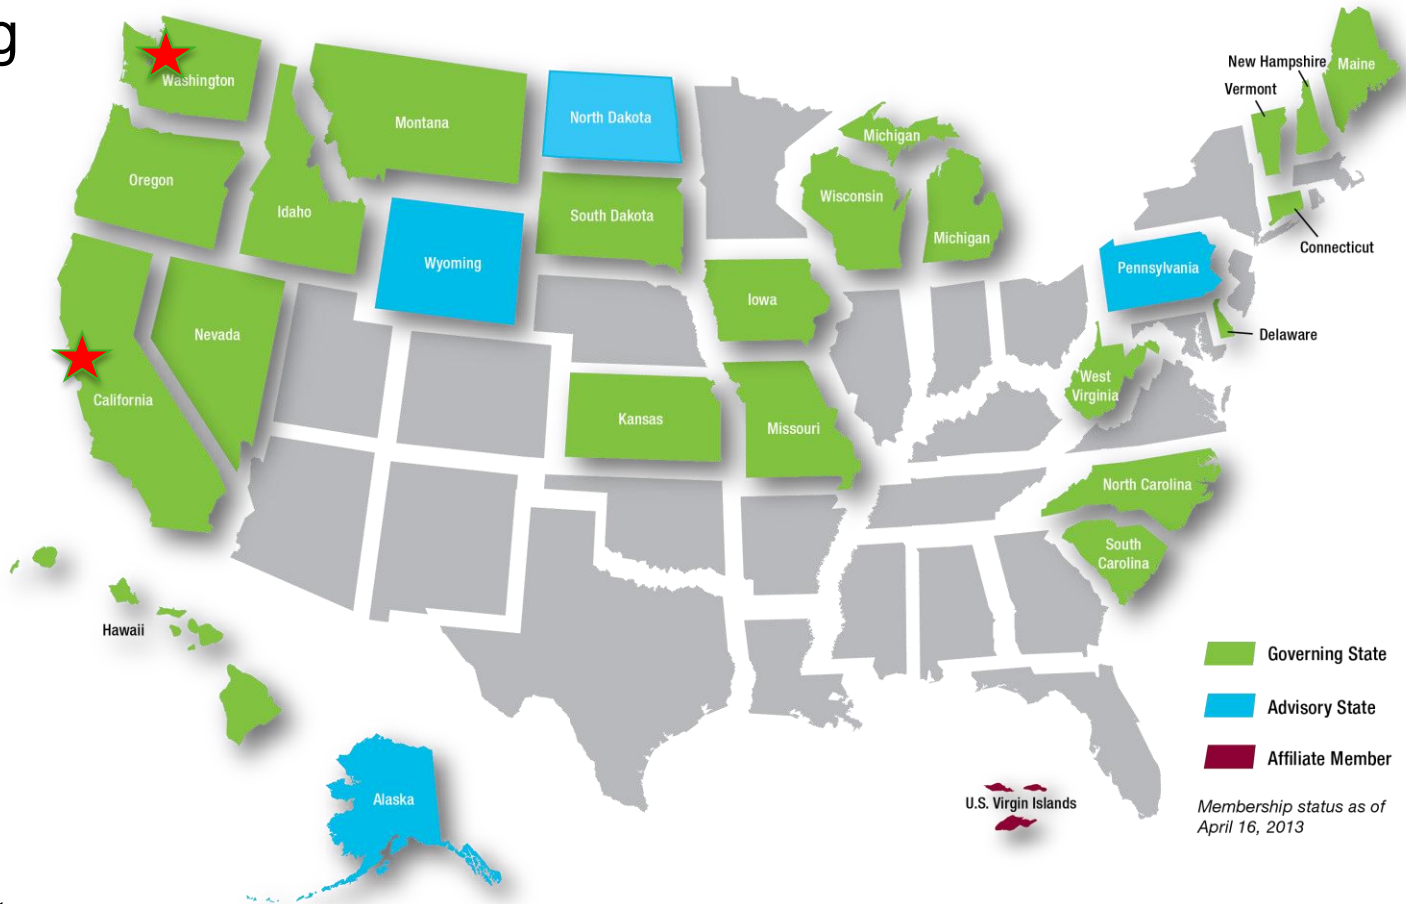 g
New Hampshire
Maine
Vermont
Washington
Montana
North Dakota
Michigan
Oregon
Idaho
South Dakota
Wisconsin
Michigan
Connecticut
Wyoming
Pennsylvania
Iowa
Nevada
Delaware
California
West
Virginia
Kansas
Missouri
North Carolina
South
Carolina
Hawaii
Governing State
Advisory State
Affiliate Member
Alaska
U.S. Virgin Islands
Membership status as of
April 16, 2013